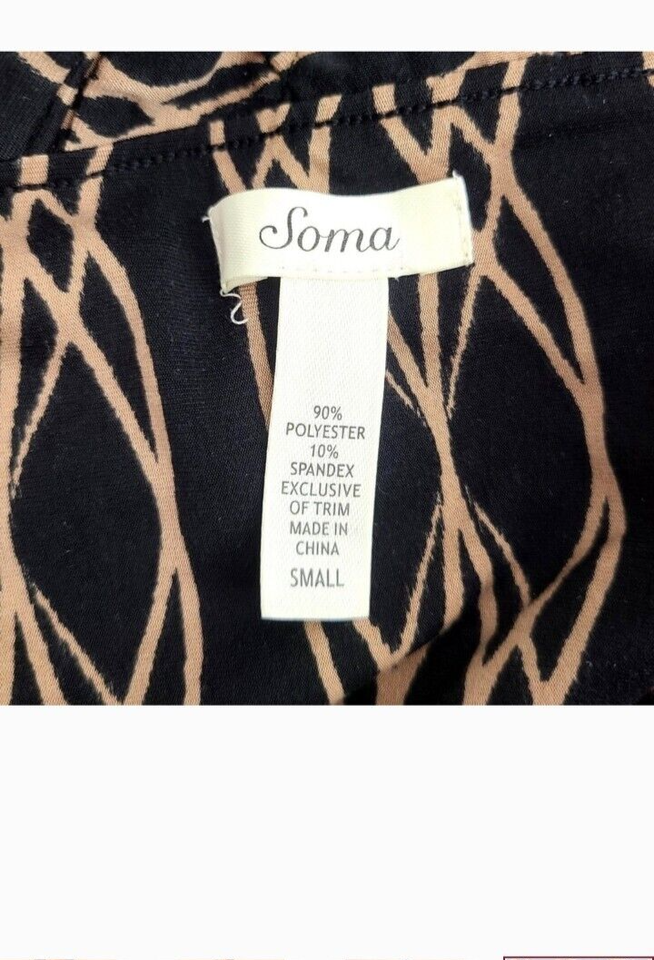 Soma
90%
POLYESTER
10%
SPANDEX
EXCLUSIVE
OF TRIM
MADE IN
CHINA
SMALL